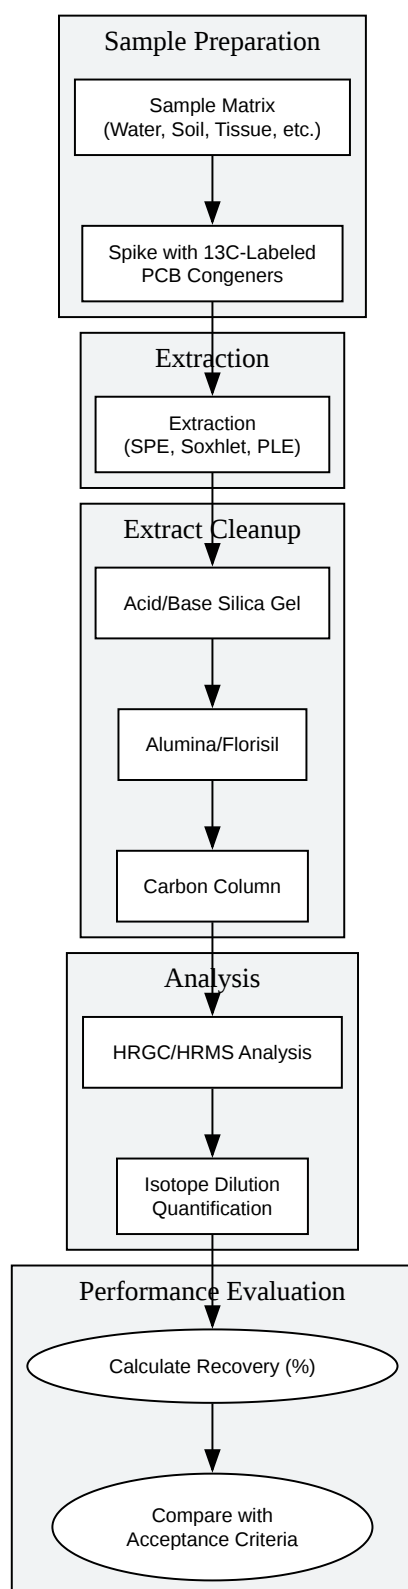 Sample Preparation
Sample Matrix
(Water, Soil, Tissue, etc.)
Spike with 13C-Labeled
PCB Congeners
Extraction
Extraction
(SPE, Soxhlet, PLE)
Extract Cleanup
Acid/Base Silica Gel
Alumina/Florisil
Carbon Column
Analysis
HRGC/HRMS Analysis
Isotope Dilution
Quantification
Performance Evaluation
Calculate Recovery (%)
Compare with
Acceptance Criteria